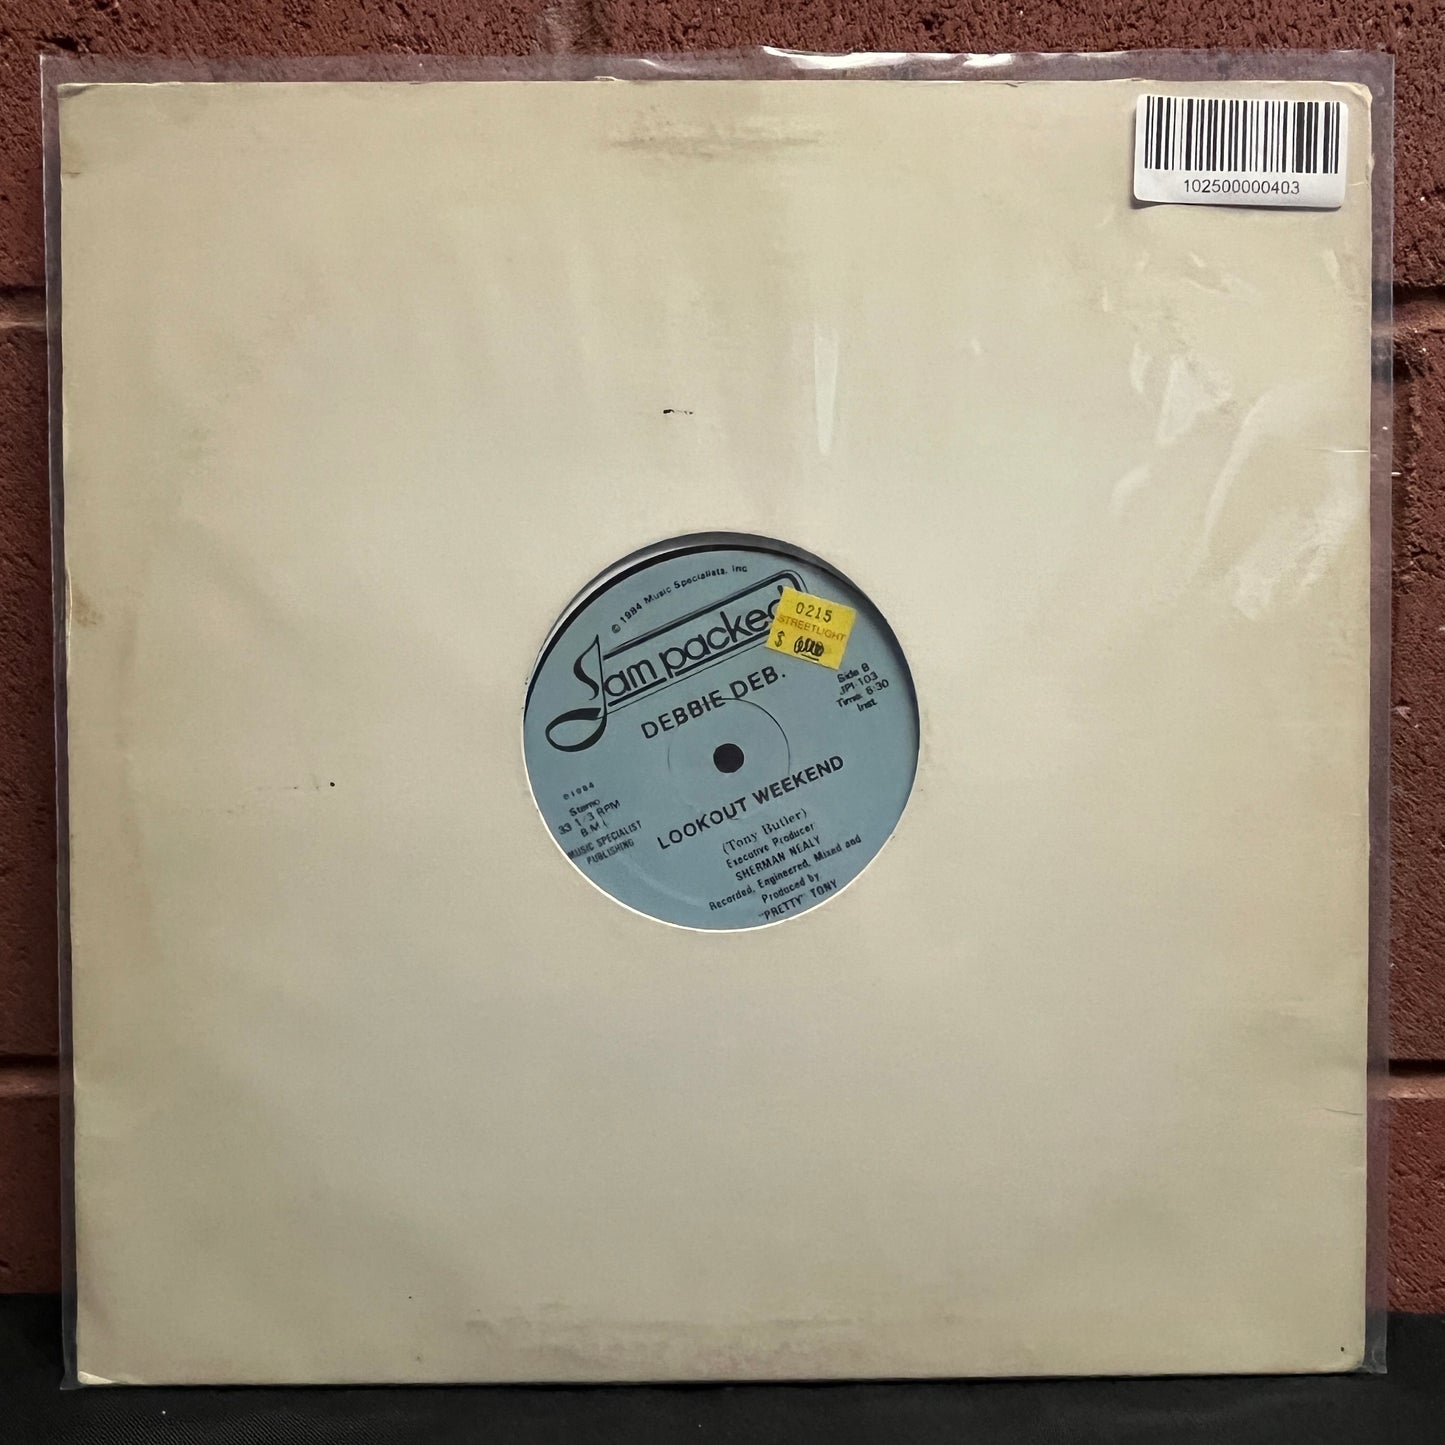 102500000403
© 1984 Music Specialists, Inc
Jam packed
0215
STREETLIGHT
$
DEBBIE DEB.
Side B
JPI 103
Time: 6:30
Inst.
LOOKOUT WEEKEND
(Tony Butler)
Executive Producer
SHERMAN NEALY
Recorded, Engineered, Mixed and
Produced by
"PRETTY" TONY
℗1984
Stereo
33 1/3 RPM
B.M.I.
MUSIC SPECIALIST
PUBLISHING